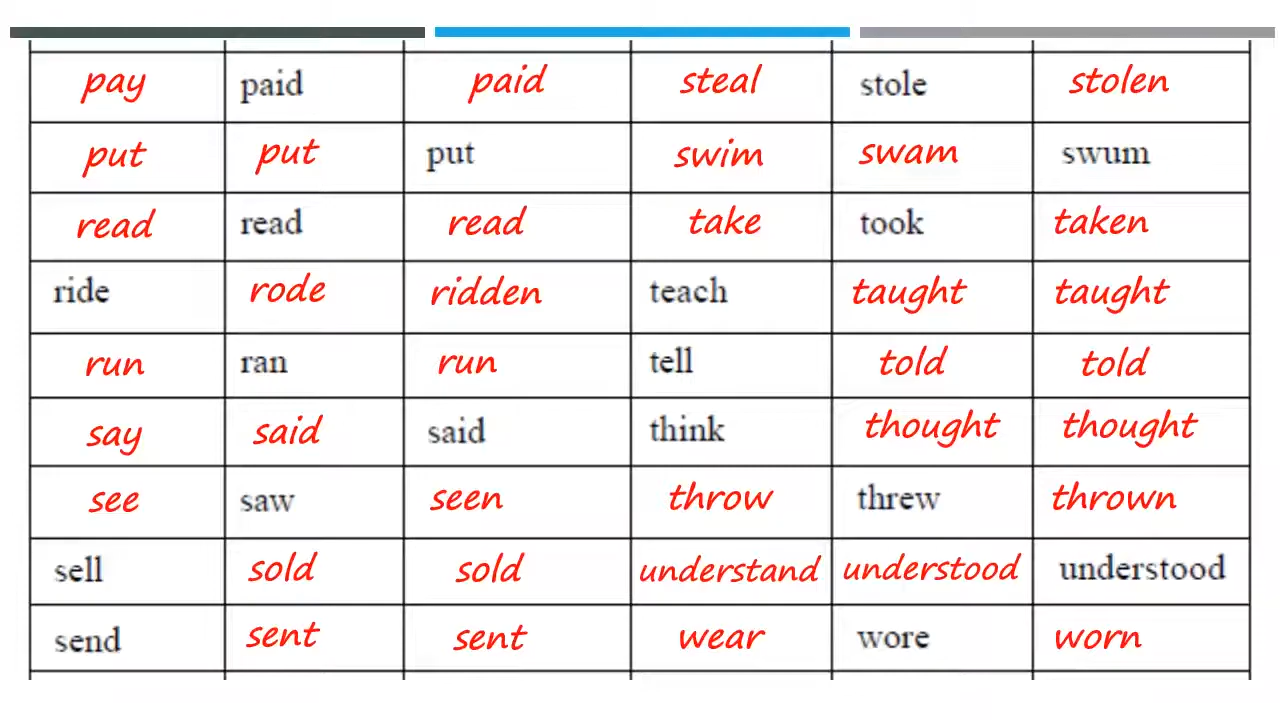 pay paid paid steal stole stolen
put put put swim swam swum
read read read take took taken
ride rode ridden teach taught taught
run ran run tell told told
say said said think thought thought
see saw seen throw threw thrown
sell sold sold understand understood understood
send sent sent wear wore worn